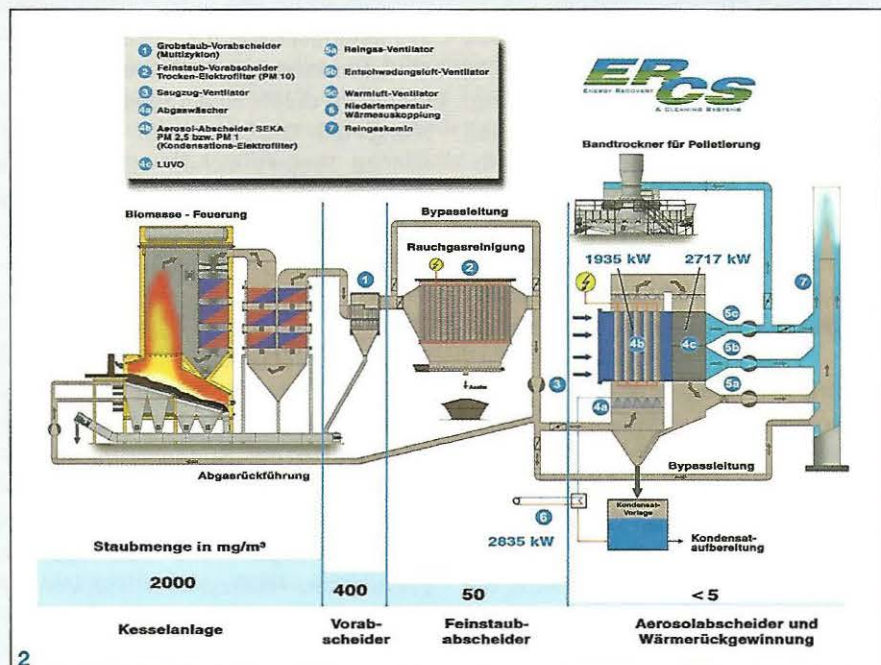 1 Grobstaub-Vorabscheider
(Multizyklon)
2 Feinstaub-Vorabscheider
Trocken-Elektrofilter (PM 10)
3 Saugzug-Ventilator
4a Abgaswäscher
4b Aerosol-Abscheider SEKA
PM 2,5 bzw. PM 1
(Kondensations-Elektrofilter)
4c LUVO
5a Reingas-Ventilator
5b Entschwadungsluft-Ventilator
5c Warmluft-Ventilator
6 Niedertemperatur-
Wärmeauskopplung
7 Reingaskamin
ERCS
ENERGY RECOVERY
& CLEANING SYSTEMS
Bandtrockner für Pelletierung
Biomasse - Feuerung
Bypassleitung
Rauchgasreinigung
1935 kW
2717 kW
1
2
7
5c
4b
4c
5b
3
5a
4a
Asche
Abgasrückführung
Bypassleitung
6
2835 kW
Kondensat-
Vorlage
Kondensat-
aufbereitung
Staubmenge in mg/m³
2000
400
50
<5
Kesselanlage
Vorab-
scheider
Feinstaub-
abscheider
Aerosolabscheider und
Wärmerückgewinnung
2